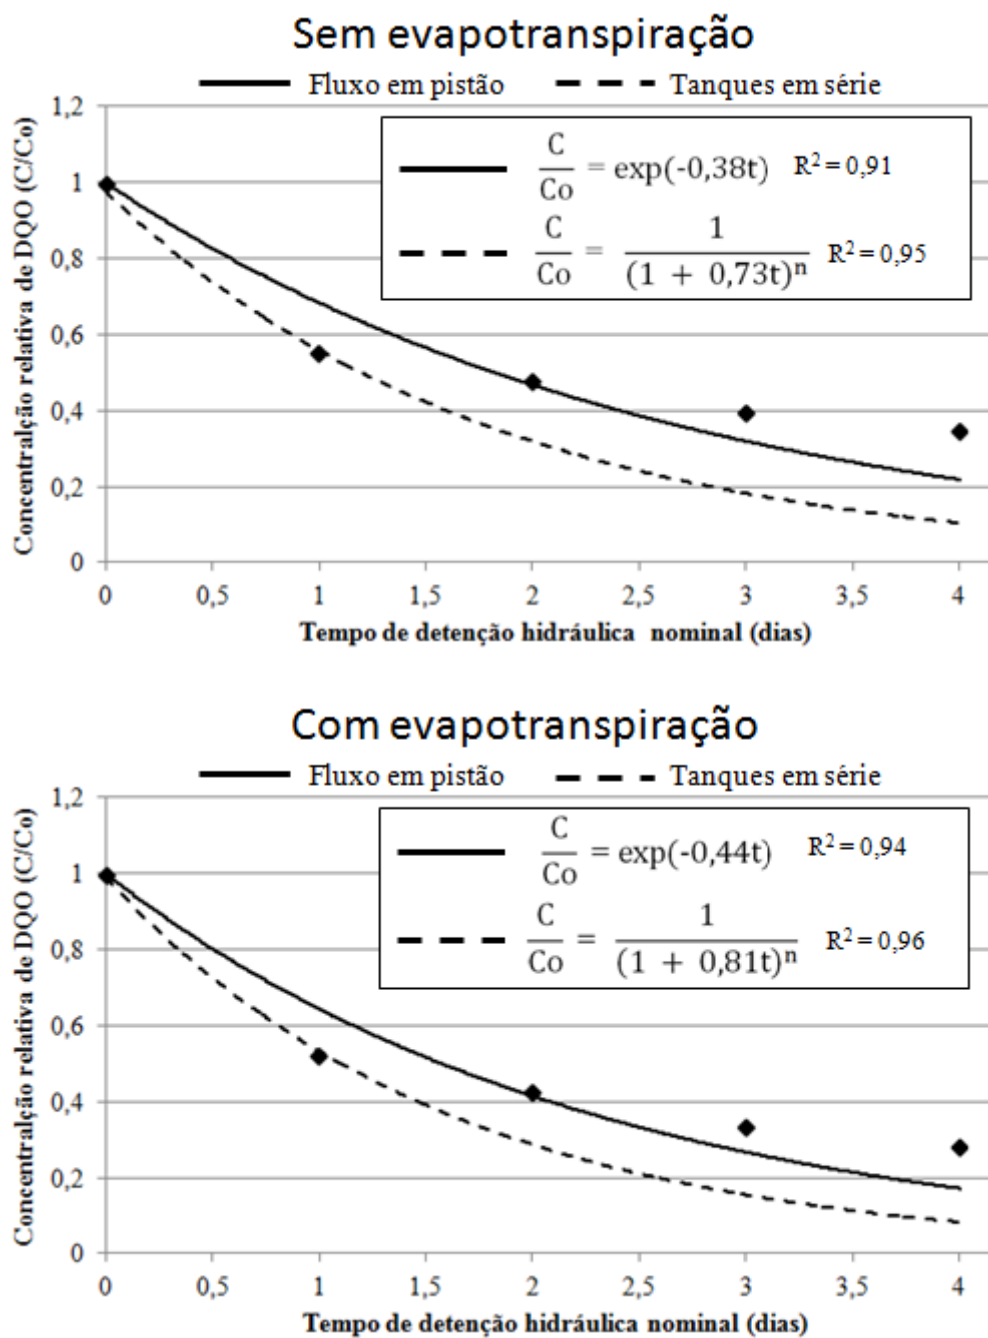 Sem evapotranspiração
Fluxo em pistão Tanques em série
Concentralção relativa de DQO (C/Co)
1,2
1
0,8
0,6
0,4
0,2
0
C/Co = exp(-0,38t) R² = 0,91
C/Co = 1/(1 + 0,73t)ⁿ R² = 0,95
0 0,5 1 1,5 2 2,5 3 3,5 4
Tempo de detenção hidráulica nominal (dias)
Com evapotranspiração
Fluxo em pistão Tanques em série
Concentralção relativa de DQO (C/Co)
1,2
1
0,8
0,6
0,4
0,2
0
C/Co = exp(-0,44t) R² = 0,94
C/Co = 1/(1 + 0,81t)ⁿ R² = 0,96
0 0,5 1 1,5 2 2,5 3 3,5 4
Tempo de detenção hidráulica nominal (dias)